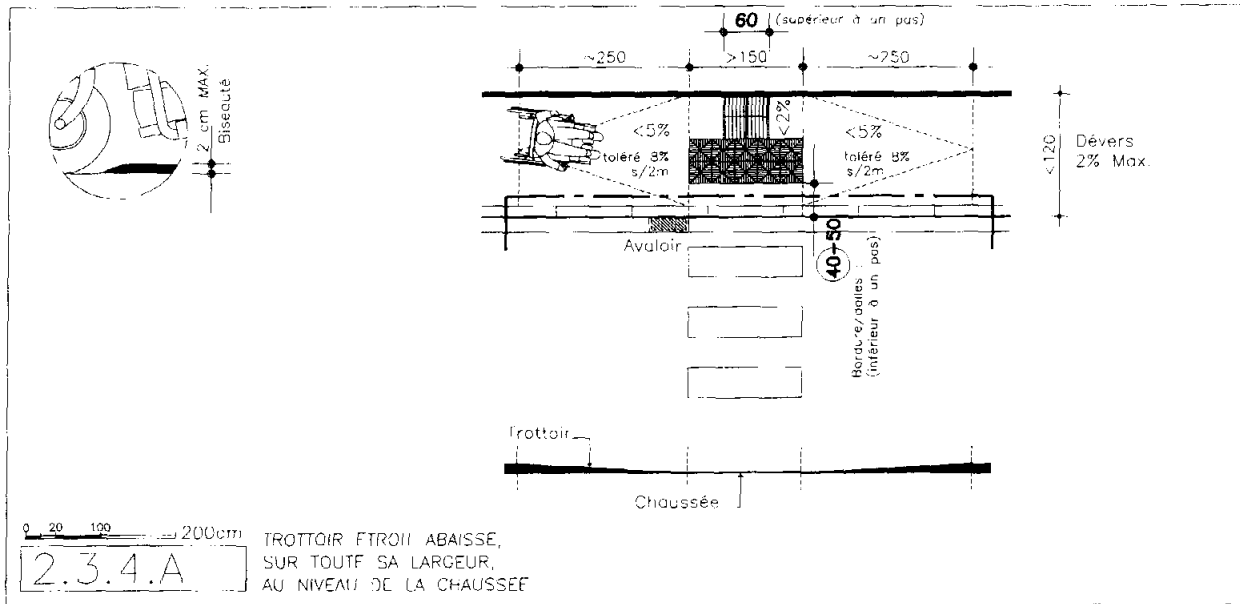 60 (supérieur à un pas)
~250 >150 ~250
2 cm MAX.
Biseauté
<5%
toléré 8%
s/2m
<2%
<5%
toléré 8%
s/2m
<120
Dévers
2% Max.
Avaloir
40-50
Bordure/dalles
(inférieur à un pas)
Trottoir
Chaussée
0 20 100 200cm
2.3.4.A
TROTTOIR ETROIT ABAISSE,
SUR TOUTE SA LARGEUR,
AU NIVEAU DE LA CHAUSSEE